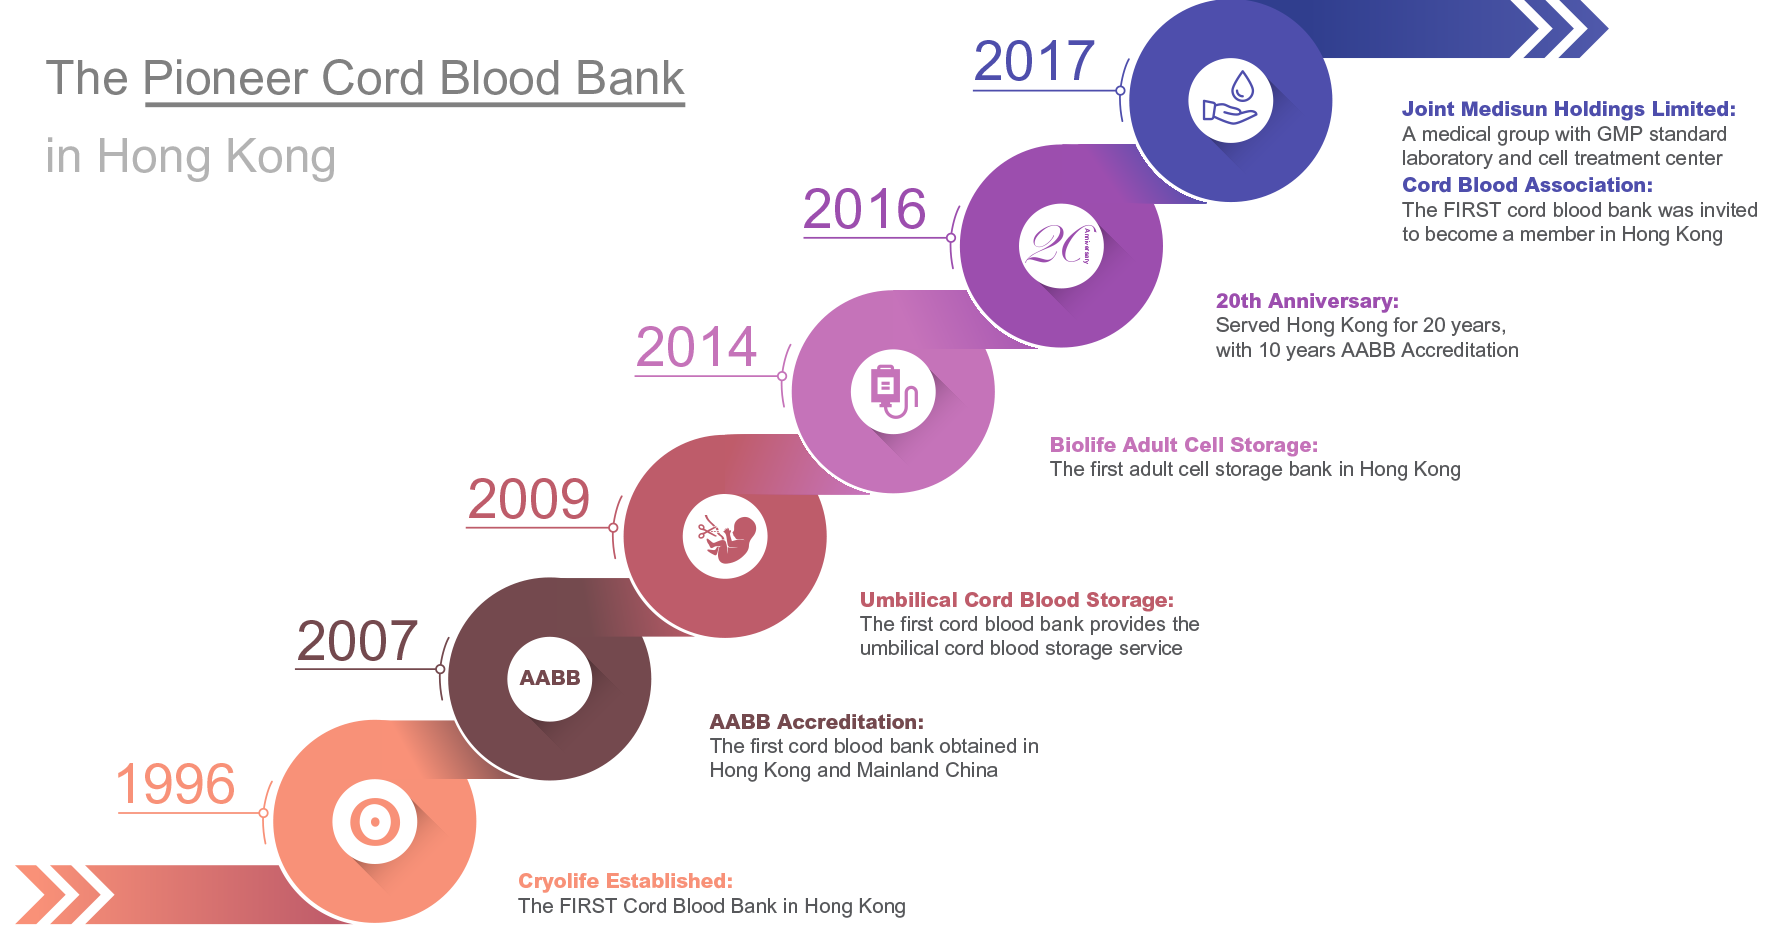 The Pioneer Cord Blood Bank
in Hong Kong
2017
Joint Medisun Holdings Limited:
A medical group with GMP standard
laboratory and cell treatment center
Cord Blood Association:
The FIRST cord blood bank was invited
to become a member in Hong Kong
2016
20
Anniversary
20th Anniversary:
Served Hong Kong for 20 years,
with 10 years AABB Accreditation
2014
Biolife Adult Cell Storage:
The first adult cell storage bank in Hong Kong
2009
Umbilical Cord Blood Storage:
The first cord blood bank provides the
umbilical cord blood storage service
2007
AABB
AABB Accreditation:
The first cord blood bank obtained in
Hong Kong and Mainland China
1996
Cryolife Established:
The FIRST Cord Blood Bank in Hong Kong